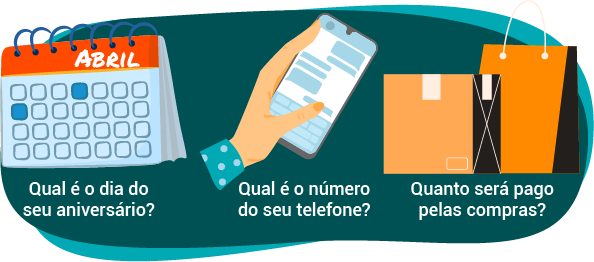 ABRIL
Qual é o dia do
seu aniversário?
Qual é o número
do seu telefone?
Quanto será pago
pelas compras?